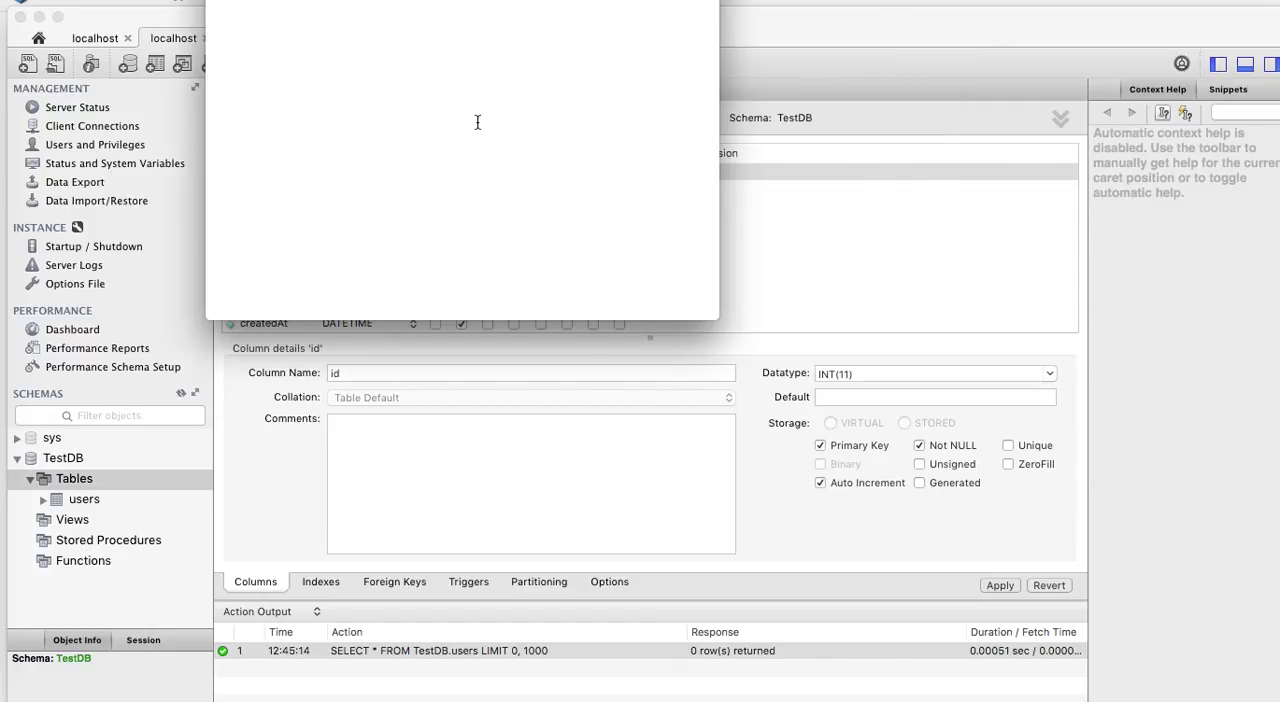 localhost
localhost
MANAGEMENT
Server Status
Client Connections
Users and Privileges
Status and System Variables
Data Export
Data Import/Restore
INSTANCE
Startup / Shutdown
Server Logs
Options File
PERFORMANCE
Dashboard
Performance Reports
Performance Schema Setup
SCHEMAS
Filter objects
sys
TestDB
Tables
users
Views
Stored Procedures
Functions
Object Info Session
Schema: TestDB
Schema: TestDB
sion
createdAt DATETIME
Column details 'id'
Column Name: id
Collation: Table Default
Comments:
Datatype: INT(11)
Default
Storage: VIRTUAL STORED
Primary Key Not NULL Unique
Binary Unsigned ZeroFill
Auto Increment Generated
Columns Indexes Foreign Keys Triggers Partitioning Options
Apply Revert
Action Output
Time Action Response Duration / Fetch Time
1 12:45:14 SELECT * FROM TestDB.users LIMIT 0, 1000 0 row(s) returned 0.00051 sec / 0.0000...
Context Help Snippets
Automatic context help is
disabled. Use the toolbar to
manually get help for the curren
caret position or to toggle
automatic help.